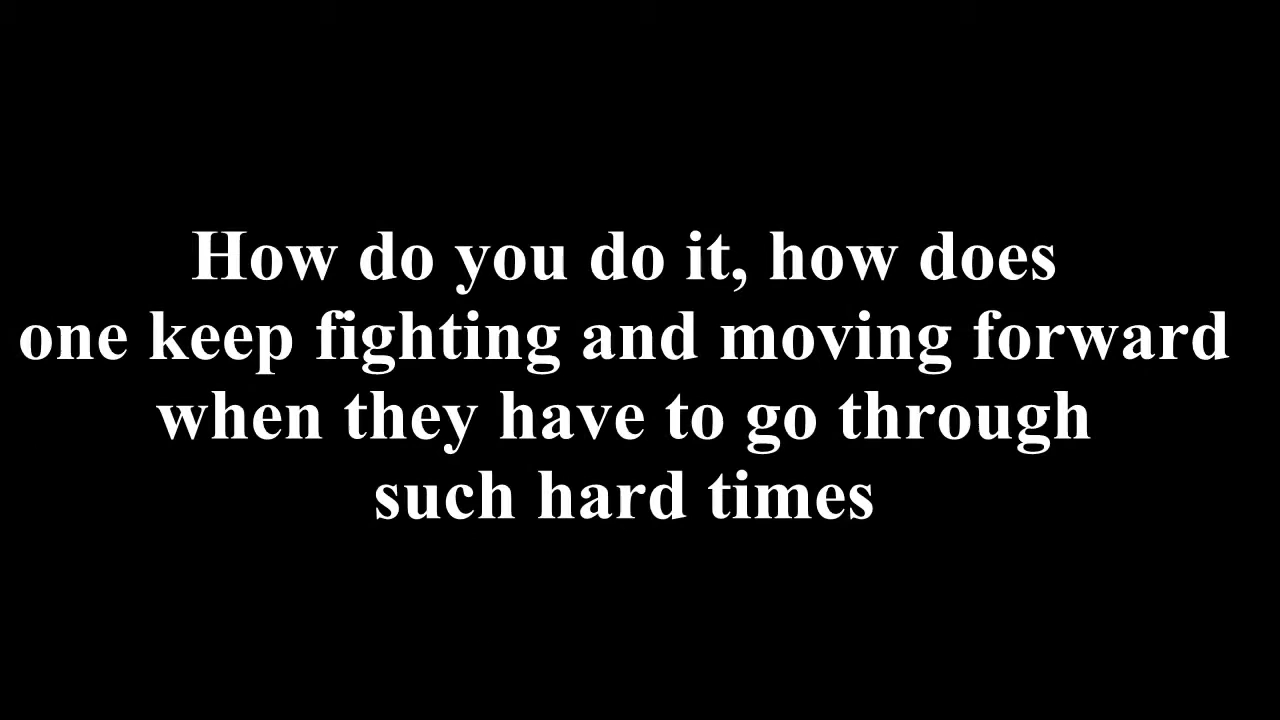 How do you do it, how does
one keep fighting and moving forward
when they have to go through
such hard times